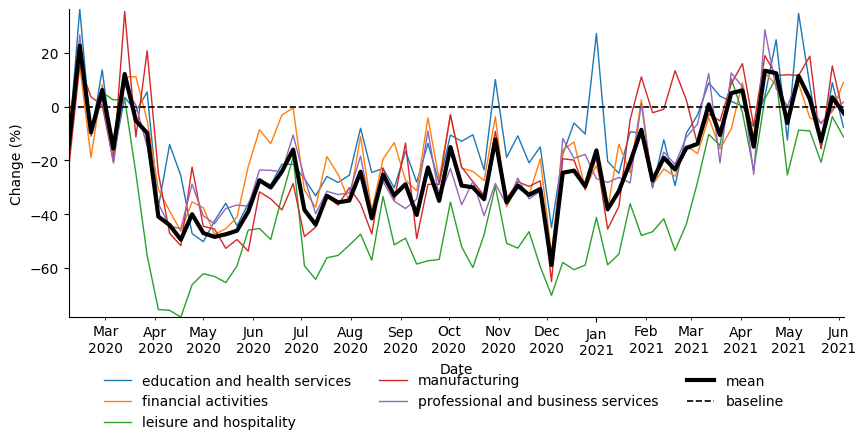 20
0
−20
−40
−60
Change (%)
Mar Apr May Jun Jul Aug Sep Oct Nov Dec Jan Feb Mar Apr May Jun
2020 2020 2020 2020 2020 2020 2020 2020 2020 2020 2021 2021 2021 2021 2021 2021
Date
education and health services manufacturing mean
financial activities professional and business services baseline
leisure and hospitality